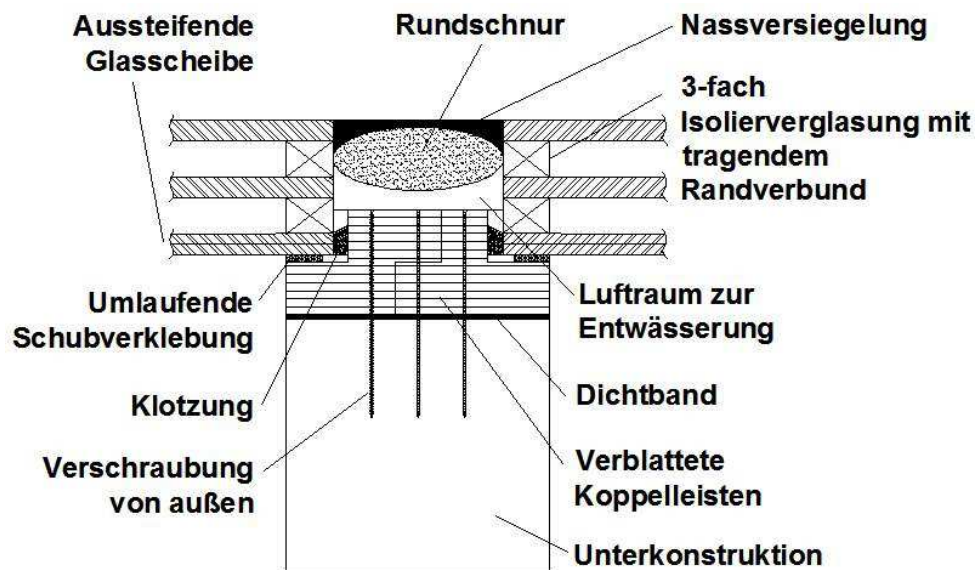 Aussteifende
Glasscheibe
Rundschnur
Nassversiegelung
3-fach
Isolierverglasung mit
tragendem
Randverbund
Umlaufende
Schubverklebung
Luftraum zur
Entwässerung
Klotzung
Dichtband
Verschraubung
von außen
Verblattete
Koppelleisten
Unterkonstruktion